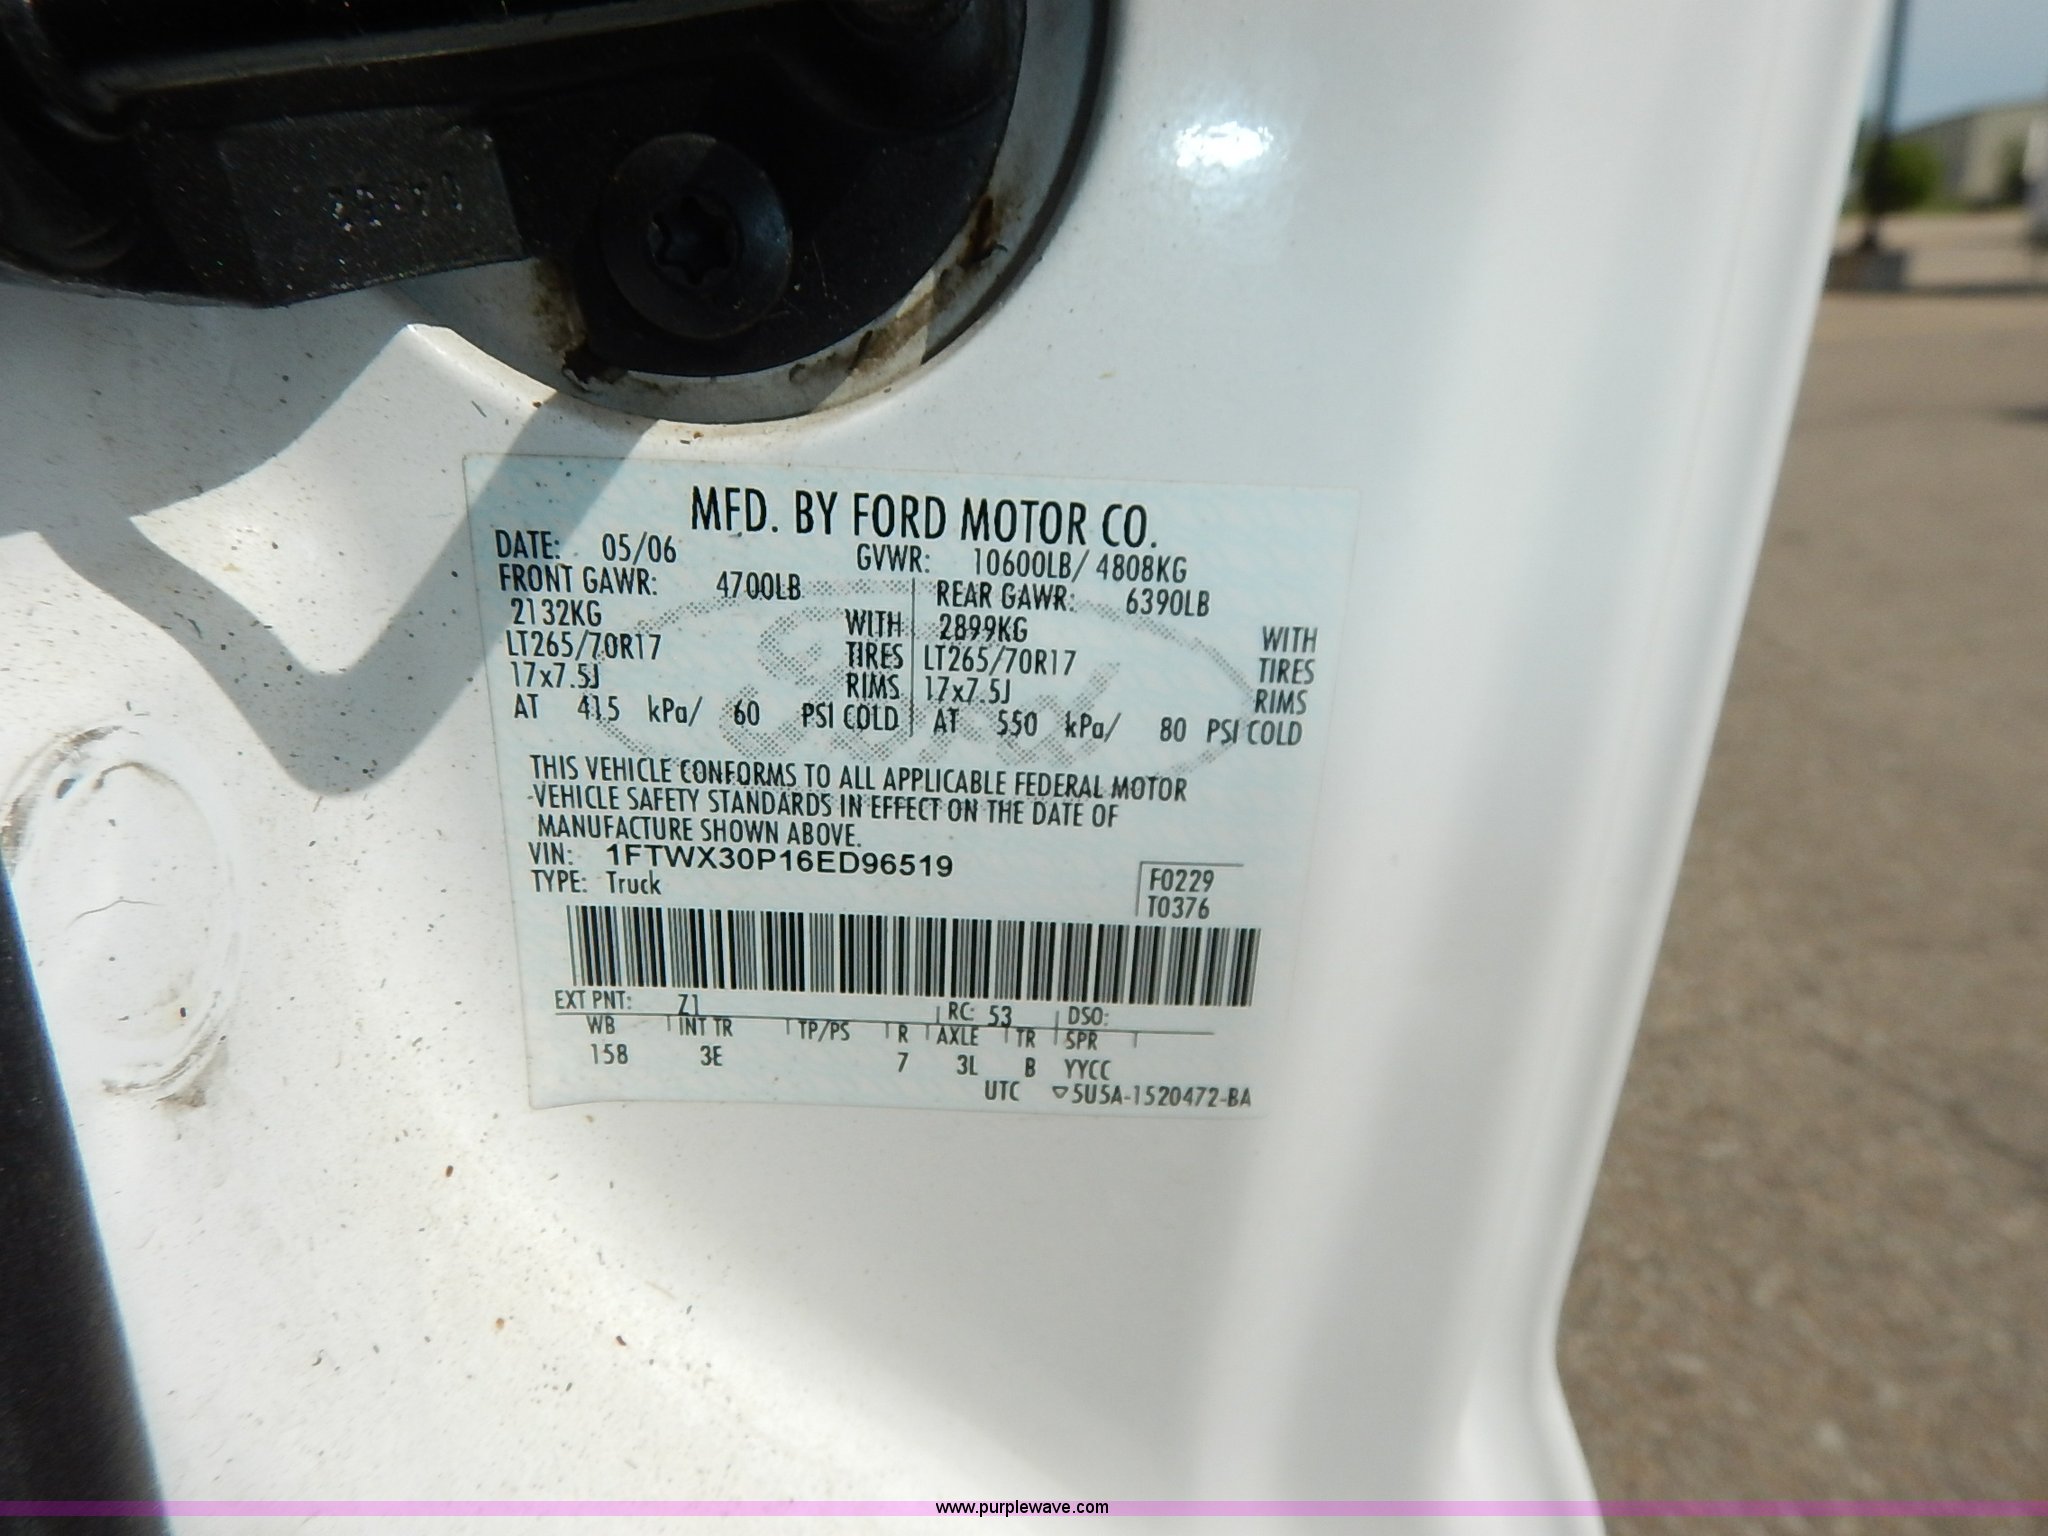 MFD. BY FORD MOTOR CO.
DATE: 05/06 GVWR: 10600LB/ 4808KG
FRONT GAWR: 4700LB REAR GAWR: 6390LB
2132KG WITH 2899KG WITH
LT265/70R17 TIRES LT265/70R17 TIRES
17x7.5J RIMS 17x7.5J RIMS
AT 415 kPa/ 60 PSI COLD AT 550 kPa/ 80 PSI COLD
THIS VEHICLE CONFORMS TO ALL APPLICABLE FEDERAL MOTOR
VEHICLE SAFETY STANDARDS IN EFFECT ON THE DATE OF
MANUFACTURE SHOWN ABOVE.
VIN: 1FTWX30P16ED96519
TYPE: Truck
F0229
T0376
EXT PNT: Z1 RC: 53 DSO:
WB INT TR TP/PS R AXLE TR SPR
158 3E 7 3L B YYCC
UTC 5U5A-1520472-BA
Ford
www.purplewave.com